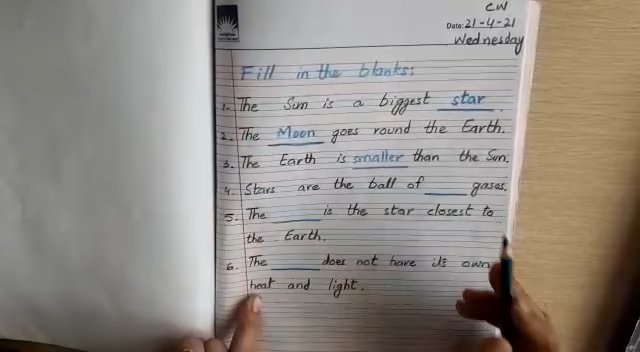 CW
Date: 21-4-21
Wednesday
Fill in the blanks:
1. The Sun is a biggest star.
2. The Moon goes round the Earth.
3. The Earth is smaller than the Sun.
4. Stars are the ball of ____ gases.
5. The ____ is the star closest to
the Earth.
6. The ____ does not have its own
heat and light.